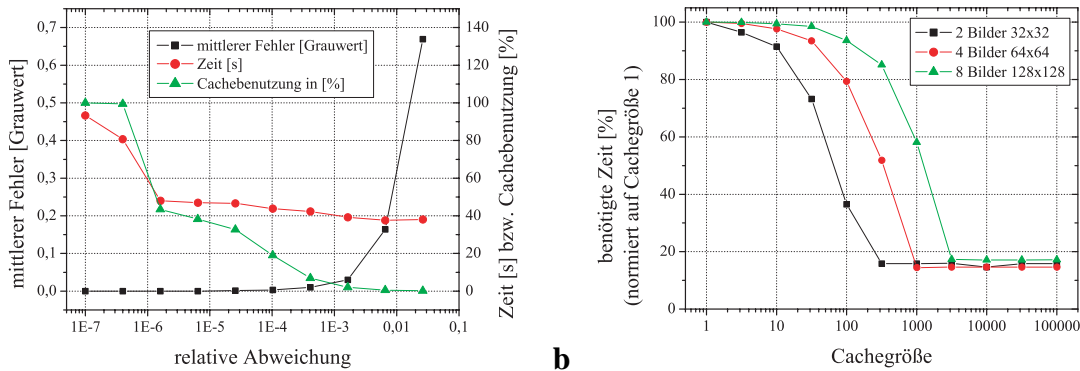 mittlerer Fehler [Grauwert]
0,7
0,6
0,5
0,4
0,3
0,2
0,1
0,0
mittlerer Fehler [Grauwert]
Zeit [s]
Cachebenutzung in [%]
140
120
100
80
60
40
20
0
Zeit [s] bzw. Cachebenutzung [%]
1E-7 1E-6 1E-5 1E-4 1E-3 0,01 0,1
relative Abweichung
b
benötigte Zeit [%]
(normiert auf Cachegröße 1)
100
80
60
40
20
0
2 Bilder 32x32
4 Bilder 64x64
8 Bilder 128x128
1 10 100 1000 10000 100000
Cachegröße